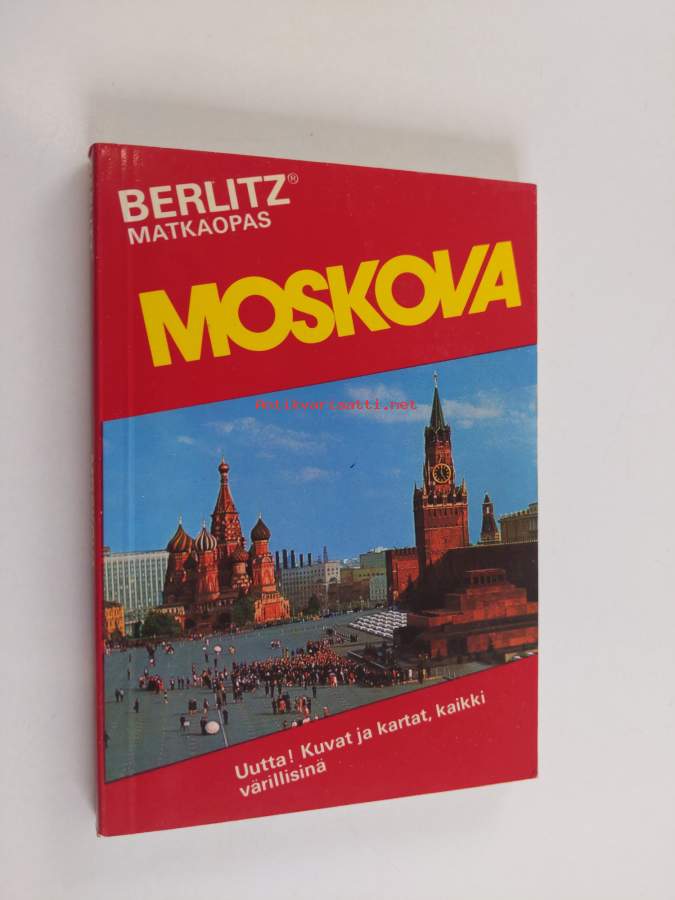 BERLITZ®
MATKAOPAS
MOSKOVA
Antikvariaatti.net
Uutta! Kuvat ja kartat, kaikki
värillisinä